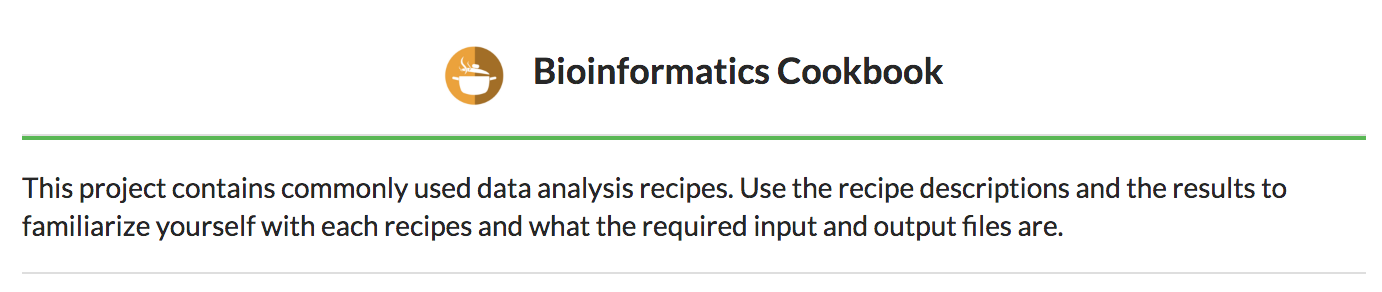 Bioinformatics Cookbook
This project contains commonly used data analysis recipes. Use the recipe descriptions and the results to
familiarize yourself with each recipes and what the required input and output files are.